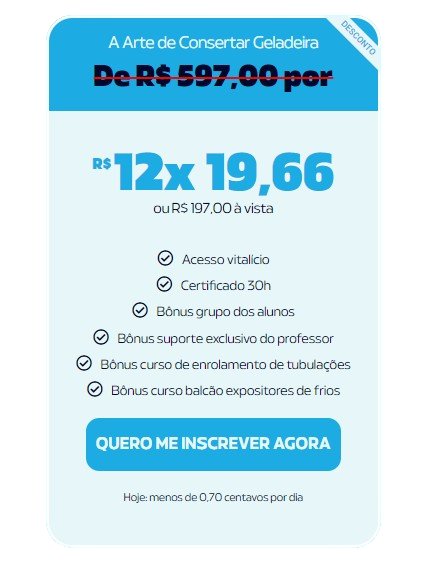 DESCONTO
A Arte de Consertar Geladeira
De R$ 597,00 por
R$ 12x 19,66
ou R$ 197,00 à vista
Acesso vitalício
Certificado 30h
Bônus grupo dos alunos
Bônus suporte exclusivo do professor
Bônus curso de enrolamento de tubulações
Bônus curso balcão expositores de frios
QUERO ME INSCREVER AGORA
Hoje: menos de 0,70 centavos por dia